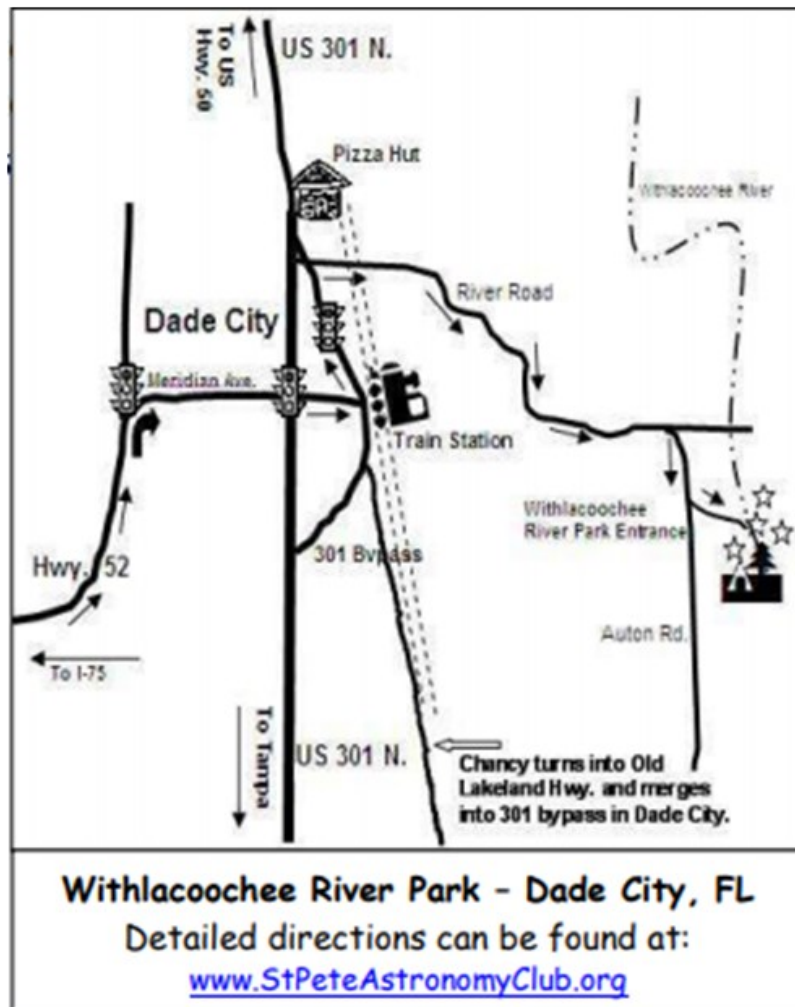 To US
Hwy. 50
US 301 N.
Pizza Hut
Withlacoochee River
River Road
Dade City
Meridian Ave.
Train Station
Withlacoochee
River Park Entrance
301 Bypass
Hwy. 52
Auton Rd.
To I-75
To Tampa
US 301 N.
Chancy turns into Old
Lakeland Hwy. and merges
into 301 bypass in Dade City.
Withlacoochee River Park – Dade City, FL
Detailed directions can be found at:
www.StPeteAstronomyClub.org